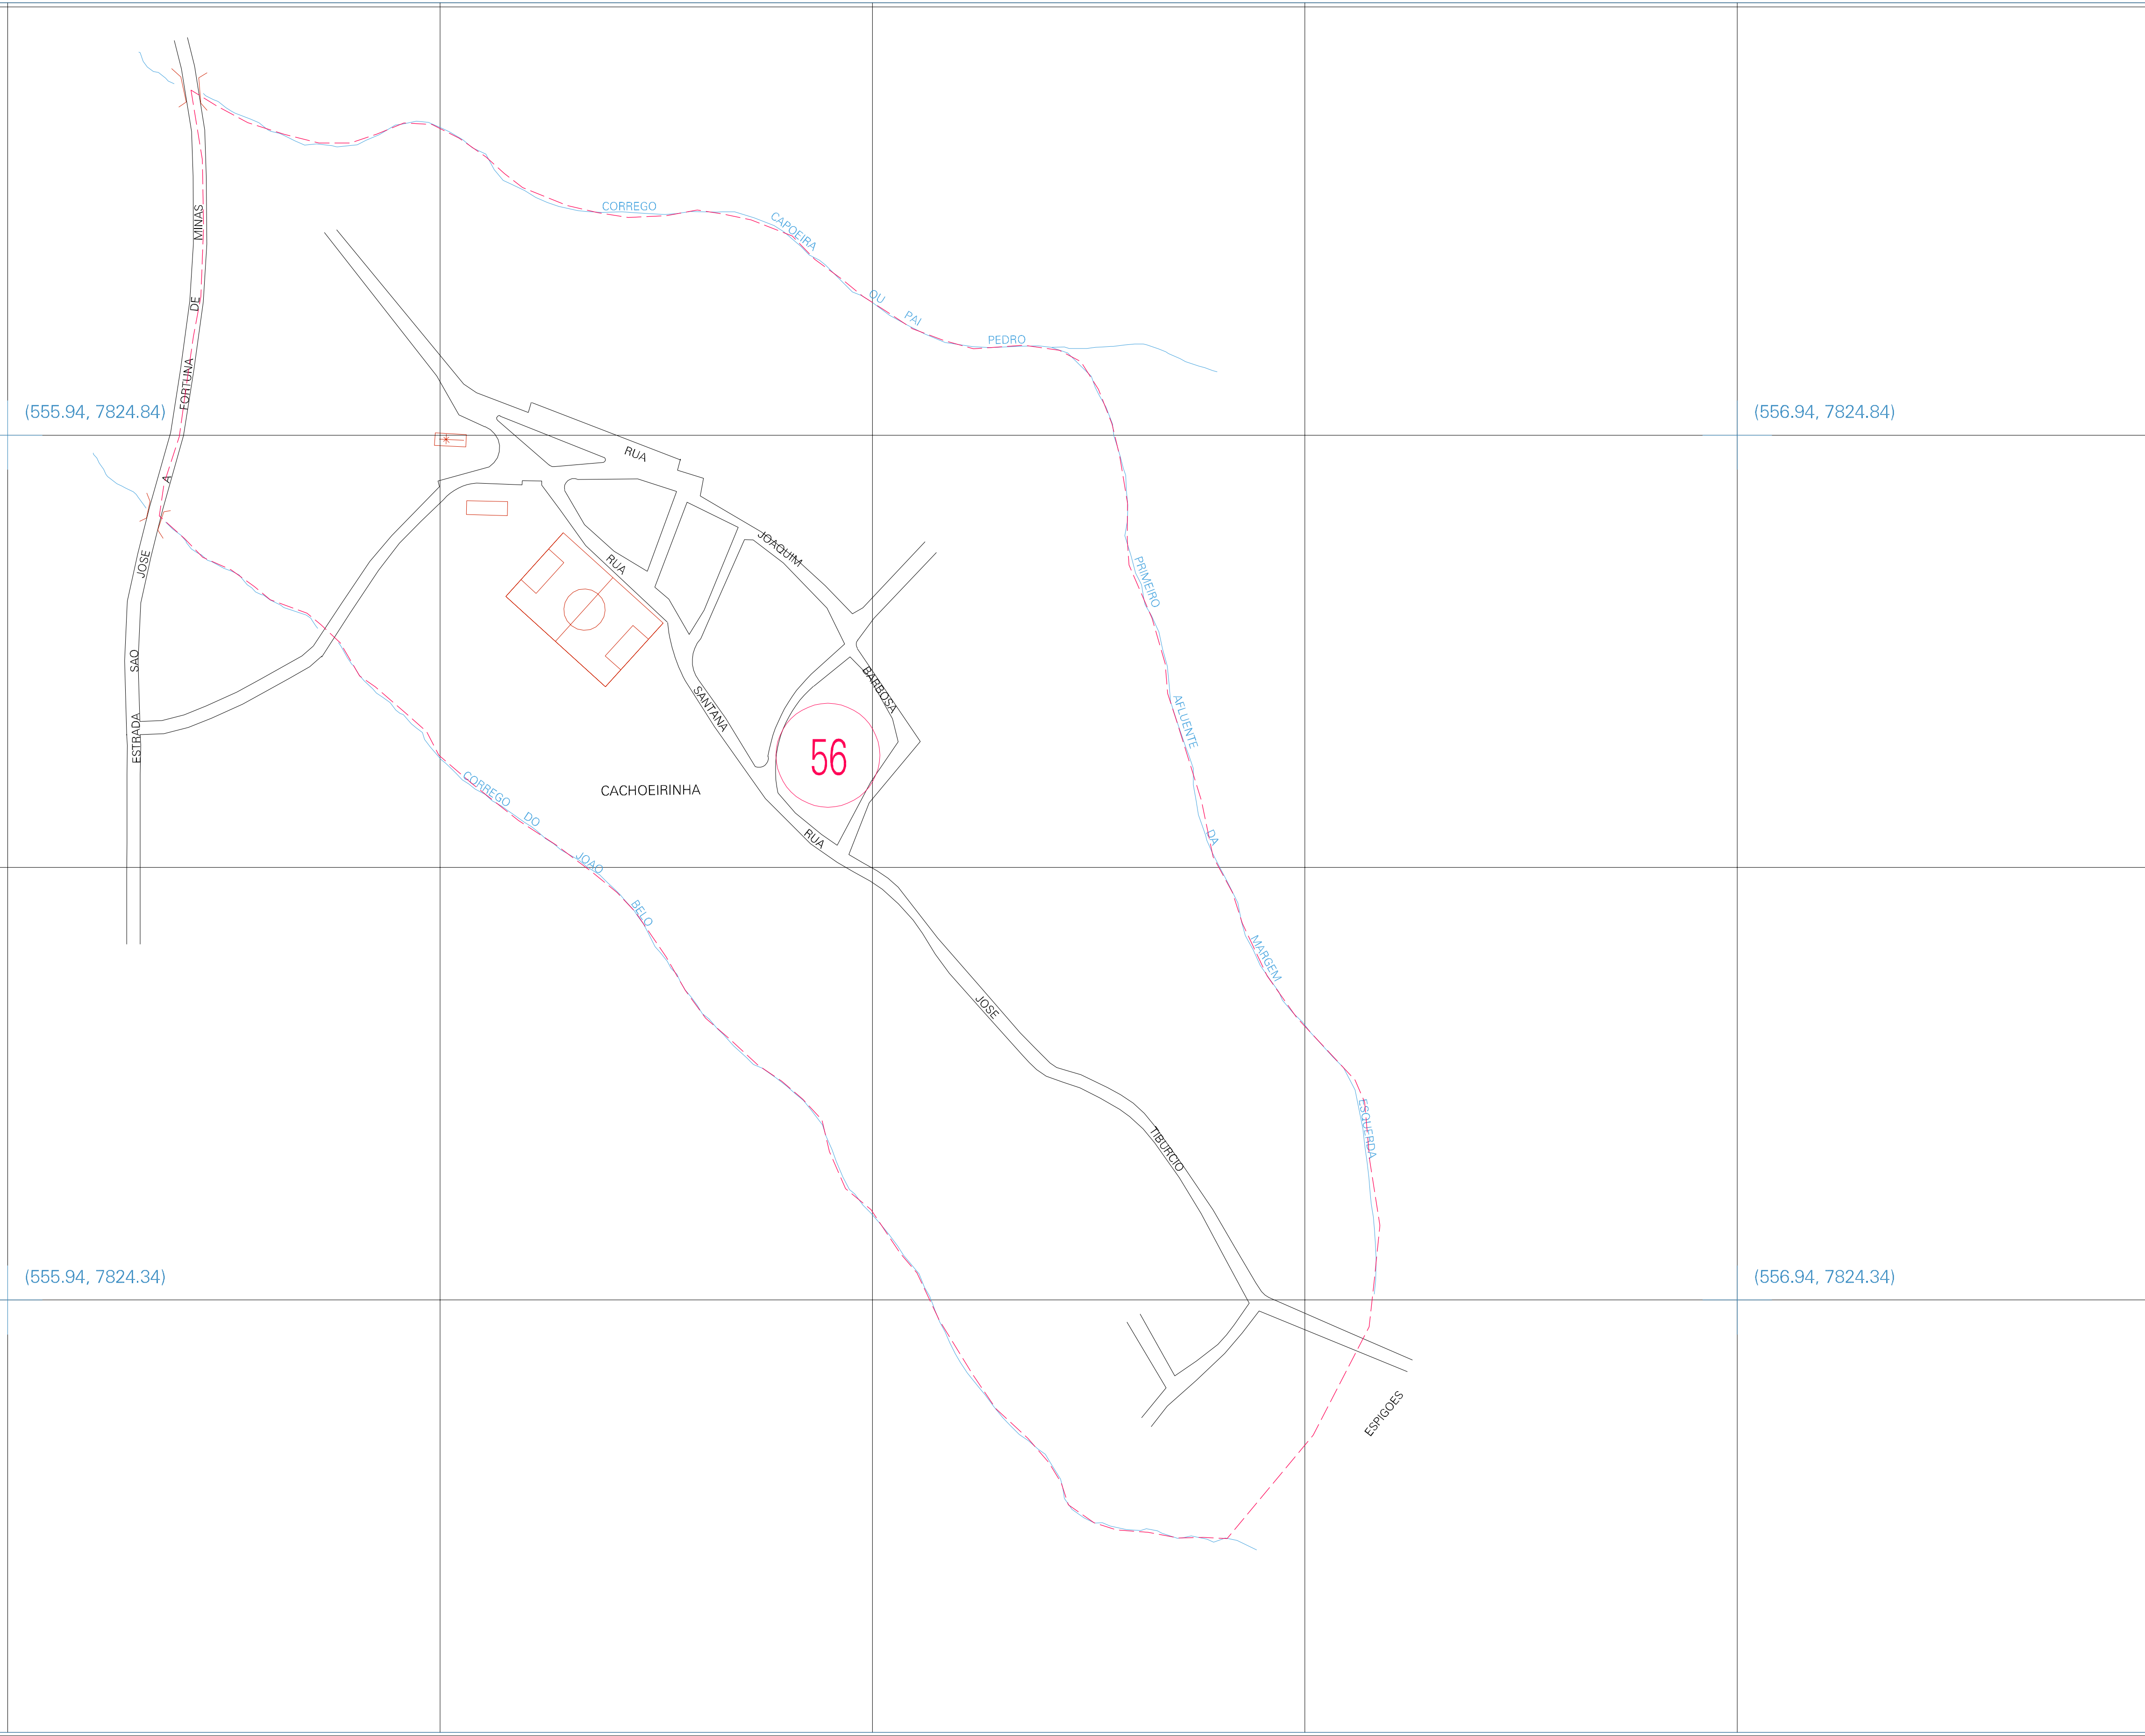 CORREGO CAPOEIRA OU PAI PEDRO
ESTRADA SAO JOSE A FORTUNA DE MINAS
(555.94, 7824.84)
(556.94, 7824.84)
RUA JOAQUIM BARBOSA
RUA SANTANA
PRIMEIRO AFLUENTE DA MARGEM ESQUERDA
56
CACHOEIRINHA
CORREGO DO JOAO BELO
RUA JOSE TIBURCIO
(555.94, 7824.34)
(556.94, 7824.34)
ESPIGOES